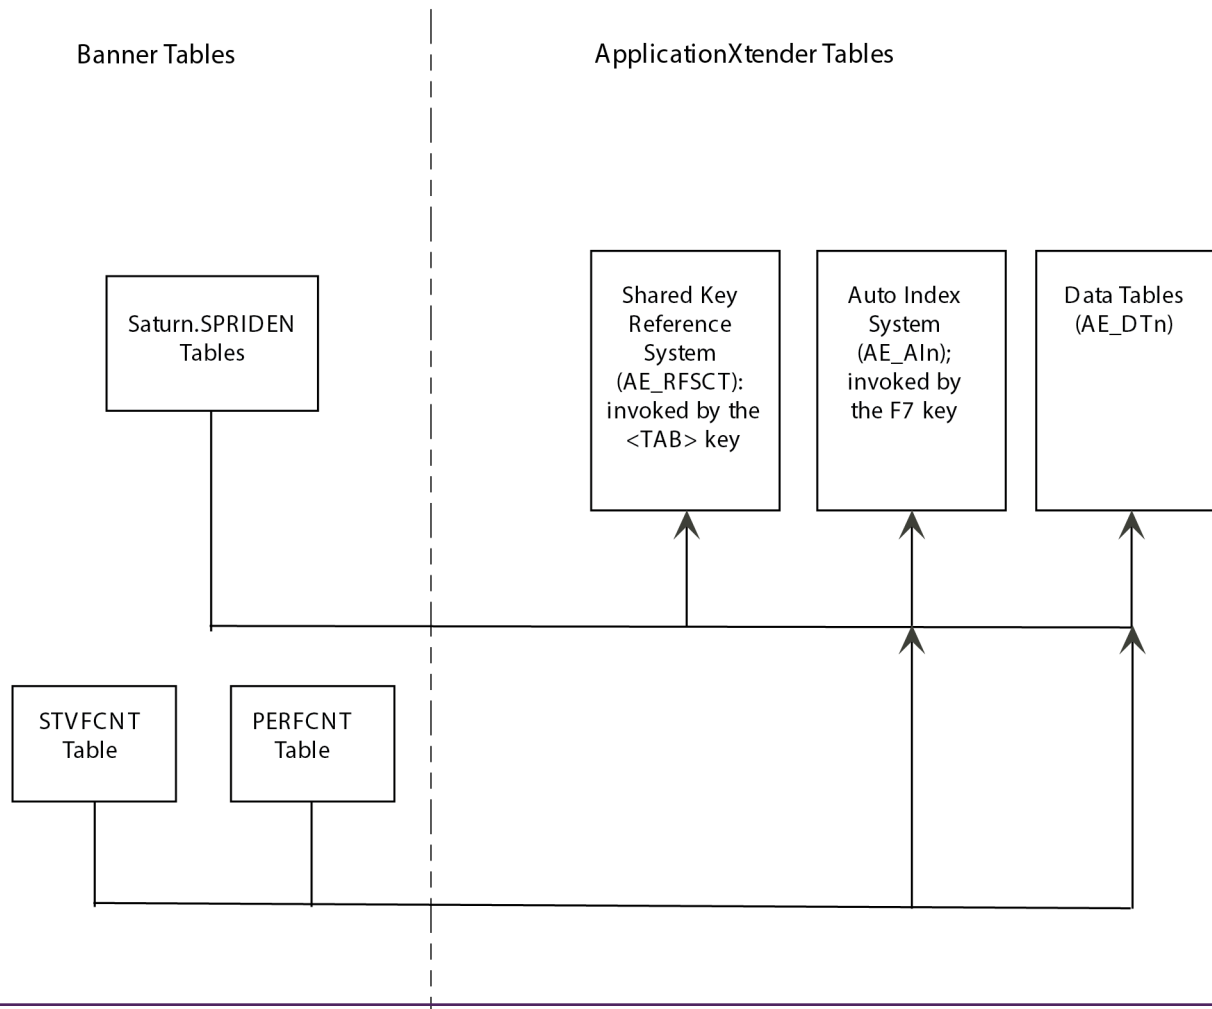 Banner Tables
ApplicationXtender Tables
Saturn.SPRIDEN
Tables
Shared Key
Reference
System
(AE_RFSCT):
invoked by the
<TAB> key
Auto Index
System
(AE_AIn);
invoked by
the F7 key
Data Tables
(AE_DTn)
STVFCNT
Table
PERFCNT
Table